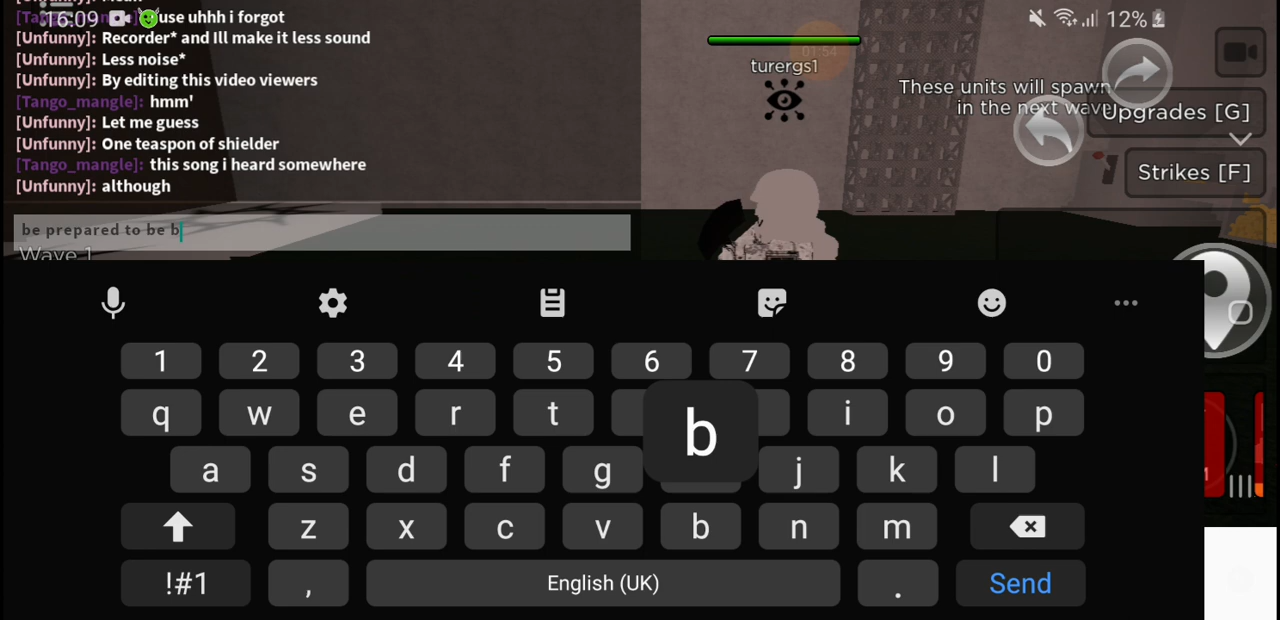 16:09
12%
[Tango_mangle]: use uhhh i forgot
[Unfunny]: Recorder* and Ill make it less sound
[Unfunny]: Less noise*
[Unfunny]: By editing this video viewers
[Tango_mangle]: hmm'
[Unfunny]: Let me guess
[Unfunny]: One teaspon of shielder
[Tango_mangle]: this song i heard somewhere
[Unfunny]: although
be prepared to be b
Wave 1
01:54
turergs1
These units will spawn
in the next wave
Upgrades [G]
Strikes [F]
1 2 3 4 5 6 7 8 9 0
q w e r t i o p
b
a s d f g j k l
z x c v b n m
!#1 , English (UK) . Send